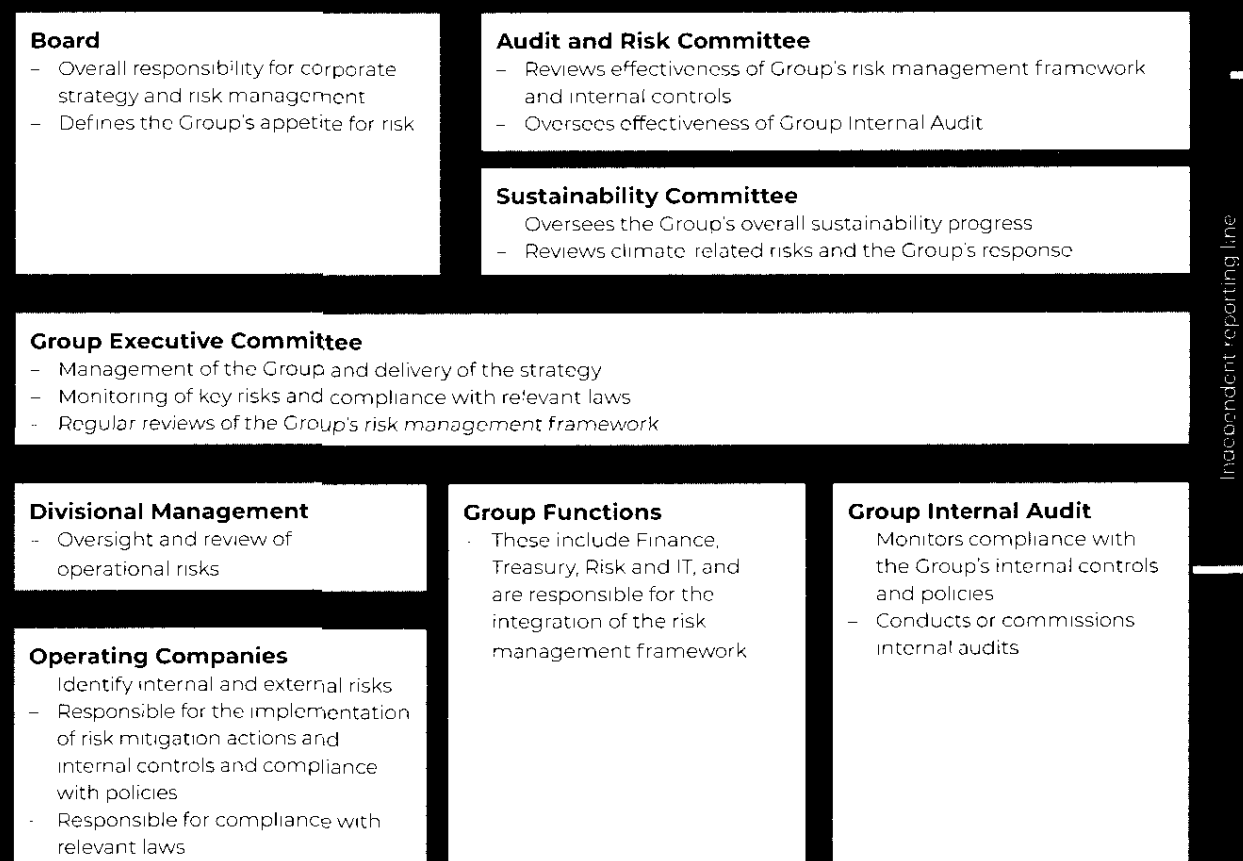 Board
– Overall responsibility for corporate
strategy and risk management
– Defines the Group's appetite for risk
Audit and Risk Committee
– Reviews effectiveness of Group's risk management framework
and internal controls
– Oversees effectiveness of Group Internal Audit
Sustainability Committee
Oversees the Group's overall sustainability progress
– Reviews climate related risks and the Group's response
Independent reporting line
Group Executive Committee
– Management of the Group and delivery of the strategy
– Monitoring of key risks and compliance with relevant laws
- Regular reviews of the Group's risk management framework
Divisional Management
- Oversight and review of
operational risks
Operating Companies
Identify internal and external risks
– Responsible for the implementation
of risk mitigation actions and
internal controls and compliance
with policies
- Responsible for compliance with
relevant laws
Group Functions
- These include Finance,
Treasury, Risk and IT, and
are responsible for the
integration of the risk
management framework
Group Internal Audit
Monitors compliance with
the Group's internal controls
and policies
– Conducts or commissions
internal audits